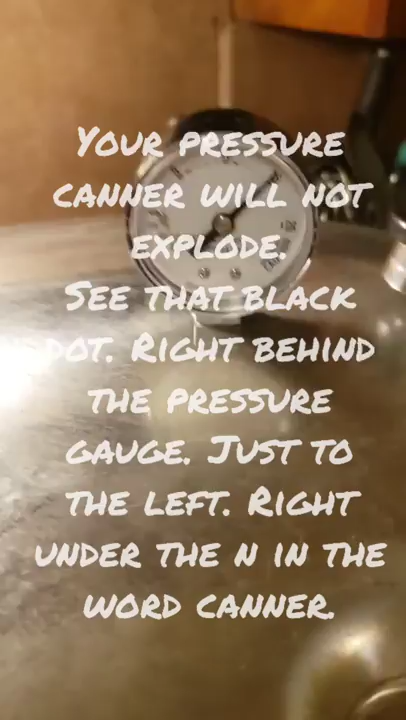 Your pressure
canner will not
explode.
See that black
dot. Right behind
the pressure
gauge. Just to
the left. Right
under the n in the
word canner.